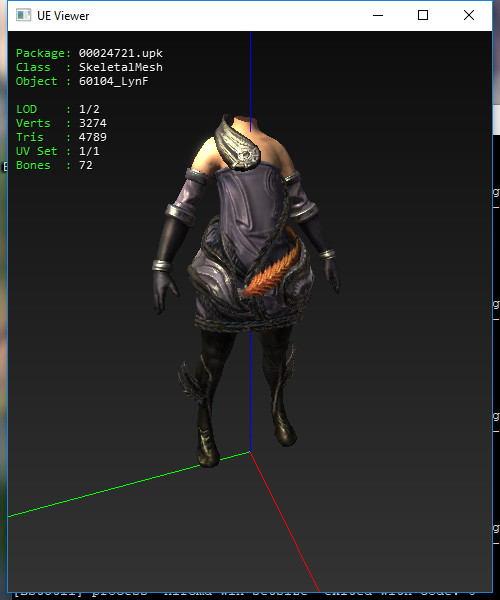 UE Viewer
Package: 00024721.upk
Class : SkeletalMesh
Object : 60104_LynF
LOD : 1/2
Verts : 3274
Tris : 4789
UV Set : 1/1
Bones : 72